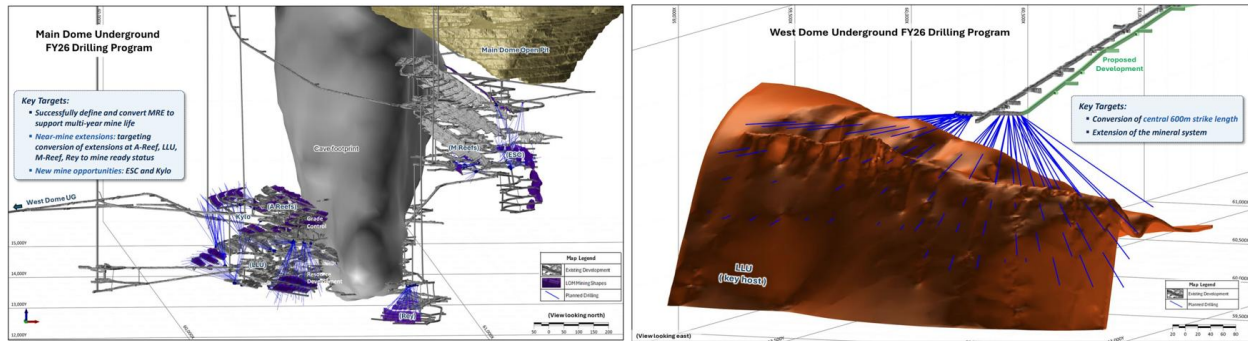 Main Dome Underground
FY26 Drilling Program
Main Dome Open Pit
Key Targets:
Successfully define and convert MRE to
support multi-year mine life
Near-mine extensions: targeting
conversion of extensions at A-Reef, LLU,
M-Reef, Rey to mine ready status
New mine opportunities: ESC and Kylo
Cave footprint
(M Reefs)
(ESC)
West Dome UG
Kylo
(A Reefs)
Grade
Control
(LLU)
Resource
Development
(Rey)
Map Legend
Existing Development
LOM Mining Shapes
Planned Drilling
(View looking north)
West Dome Underground FY26 Drilling Program
Proposed
Development
Key Targets:
Conversion of central 600m strike length
Extension of the mineral system
LLU
(key host)
Map Legend
Existing Development
Planned Drilling
(View looking east)